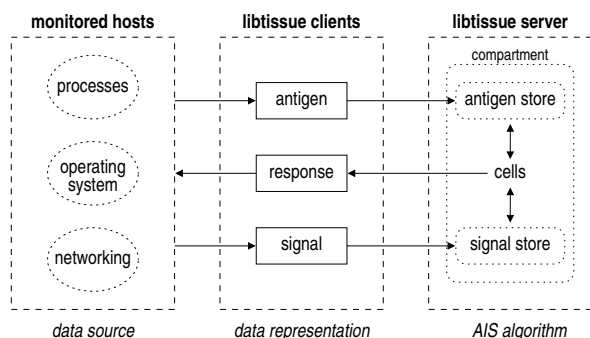 monitored hosts
libtissue clients
libtissue server
compartment
processes
antigen
antigen store
operating
system
response
cells
networking
signal
signal store
data source
data representation
AIS algorithm